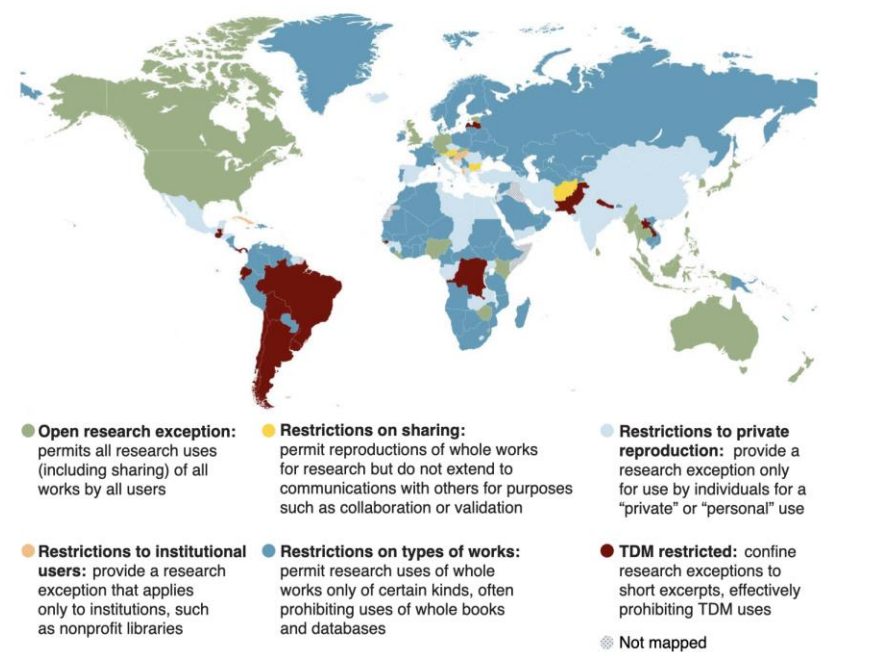 Open research exception:
permits all research uses
(including sharing) of all
works by all users
Restrictions on sharing:
permit reproductions of whole works
for research but do not extend to
communications with others for purposes
such as collaboration or validation
Restrictions to private
reproduction: provide a
research exception only
for use by individuals for a
“private” or “personal” use
Restrictions to institutional
users: provide a research
exception that applies
only to institutions, such
as nonprofit libraries
Restrictions on types of works:
permit research uses of whole
works only of certain kinds, often
prohibiting uses of whole books
and databases
TDM restricted: confine
research exceptions to
short excerpts, effectively
prohibiting TDM uses
Not mapped